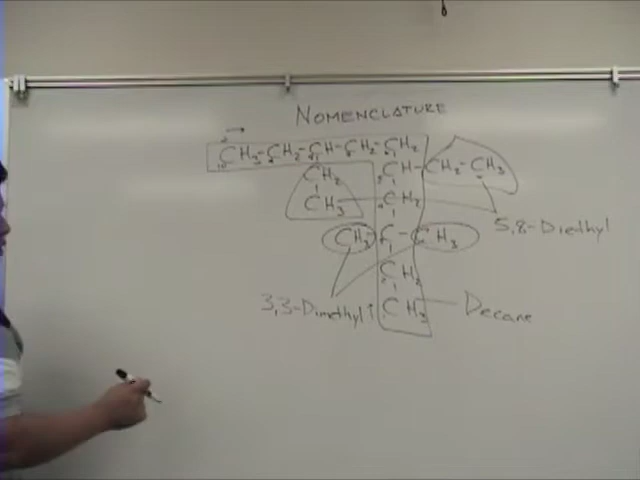 NOMENCLATURE
CH3-CH2-CH-CH2-CH2
CH2 CH-CH2-CH3
CH3 CH2
5,8-Diethyl
CH3-C-CH3
CH2
3,3-Dimethyl CH3 Decane